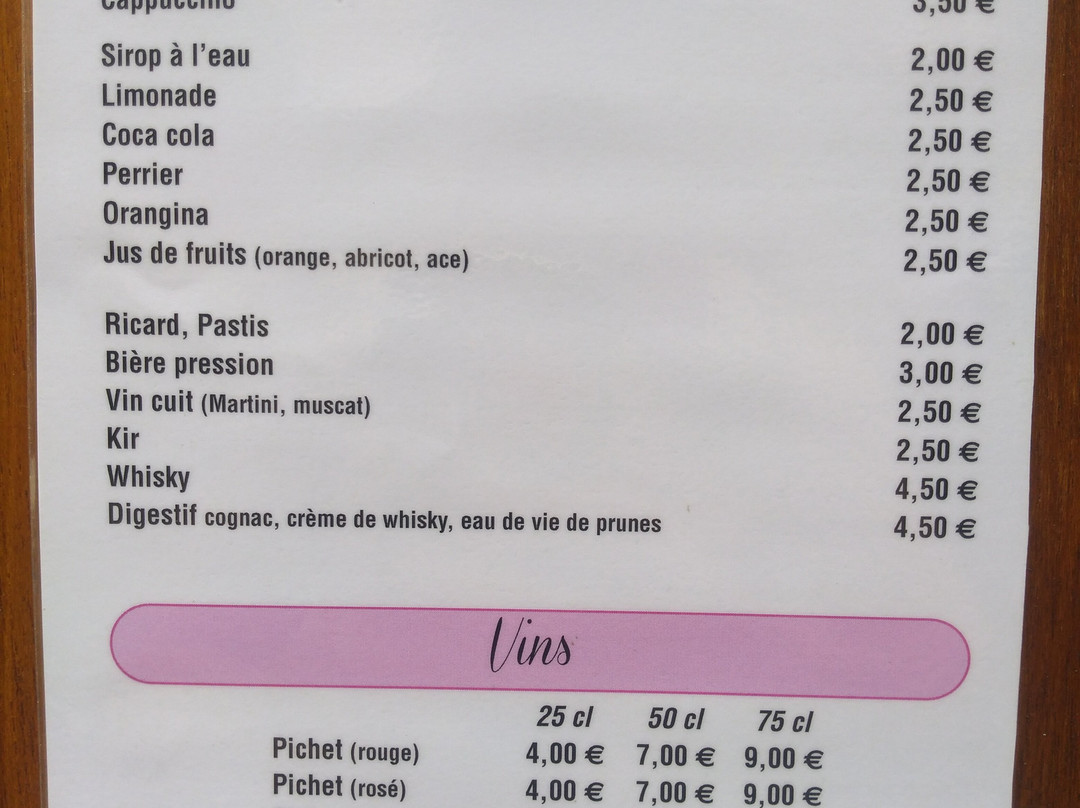 Cappuccino 3,50 €
Sirop à l'eau 2,00 €
Limonade 2,50 €
Coca cola 2,50 €
Perrier 2,50 €
Orangina 2,50 €
Jus de fruits (orange, abricot, ace) 2,50 €
Ricard, Pastis 2,00 €
Bière pression 3,00 €
Vin cuit (Martini, muscat) 2,50 €
Kir 2,50 €
Whisky 4,50 €
Digestif cognac, crème de whisky, eau de vie de prunes 4,50 €
Vins
25 cl 50 cl 75 cl
Pichet (rouge) 4,00 € 7,00 € 9,00 €
Pichet (rosé) 4,00 € 7,00 € 9,00 €